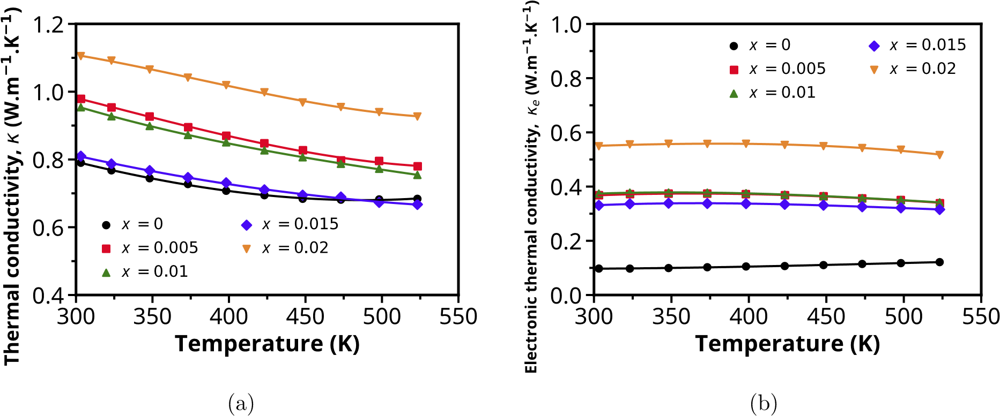 Thermal conductivity, κ (W.m⁻¹.K⁻¹)
1.2
1.0
0.8
0.6
0.4
x = 0
x = 0.005
x = 0.01
x = 0.015
x = 0.02
300 350 400 450 500 550
Temperature (K)
(a)
Electronic thermal conductivity, κₑ (W.m⁻¹.K⁻¹)
1.0
0.8
0.6
0.4
0.2
0.0
x = 0
x = 0.005
x = 0.01
x = 0.015
x = 0.02
300 350 400 450 500 550
Temperature (K)
(b)